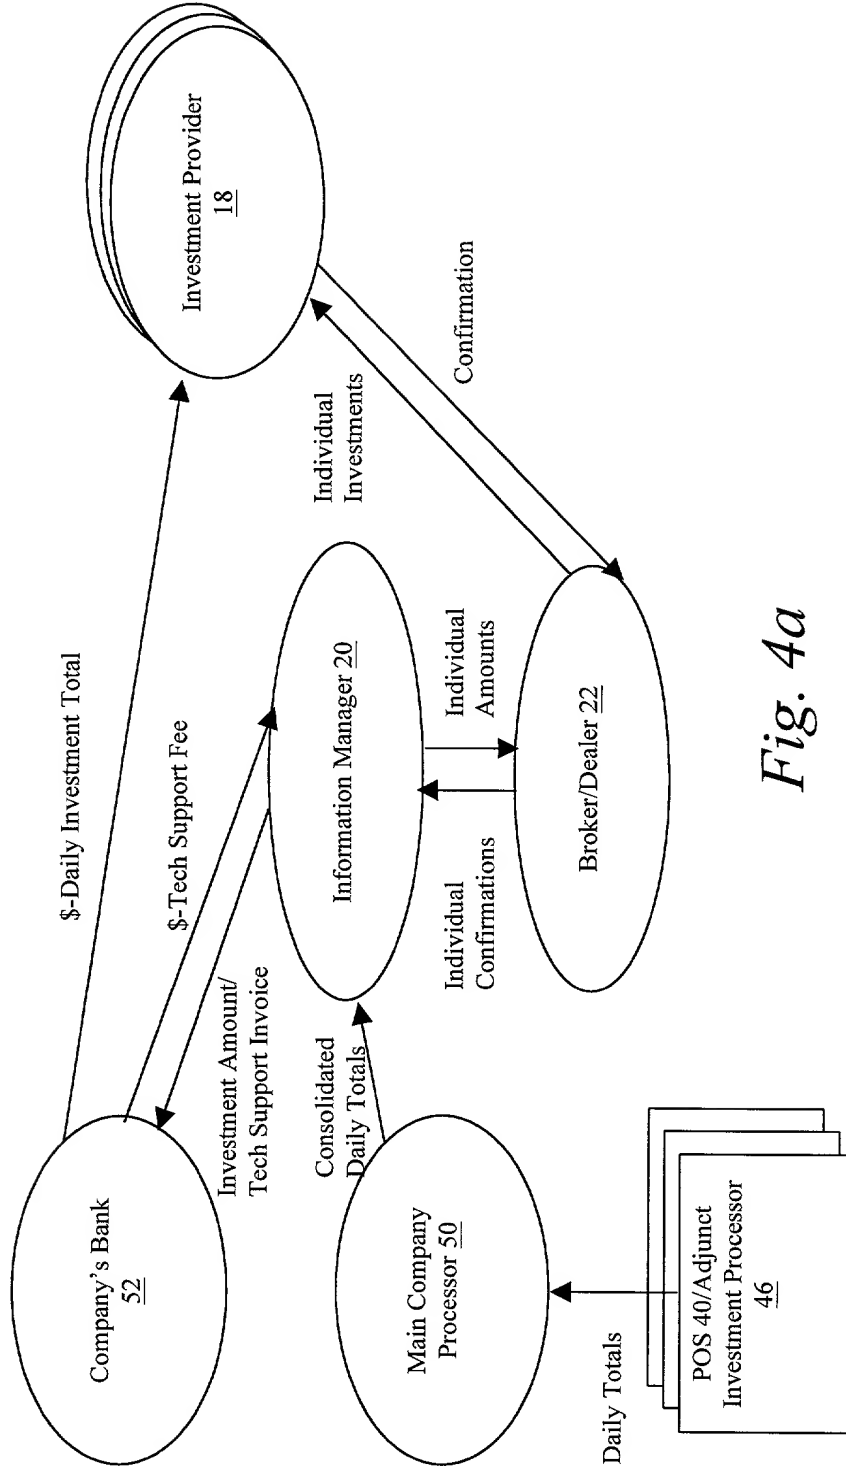 $-Daily Investment Total
Company's Bank
52
$-Tech Support Fee
Investment Amount/
Tech Support Invoice
Investment Provider
18
Individual
Investments
Confirmation
Consolidated
Daily Totals
Information Manager 20
Main Company
Processor 50
Individual
Confirmations
Individual
Amounts
Broker/Dealer 22
Daily Totals
POS 40/Adjunct
Investment Processor
46
Fig. 4a